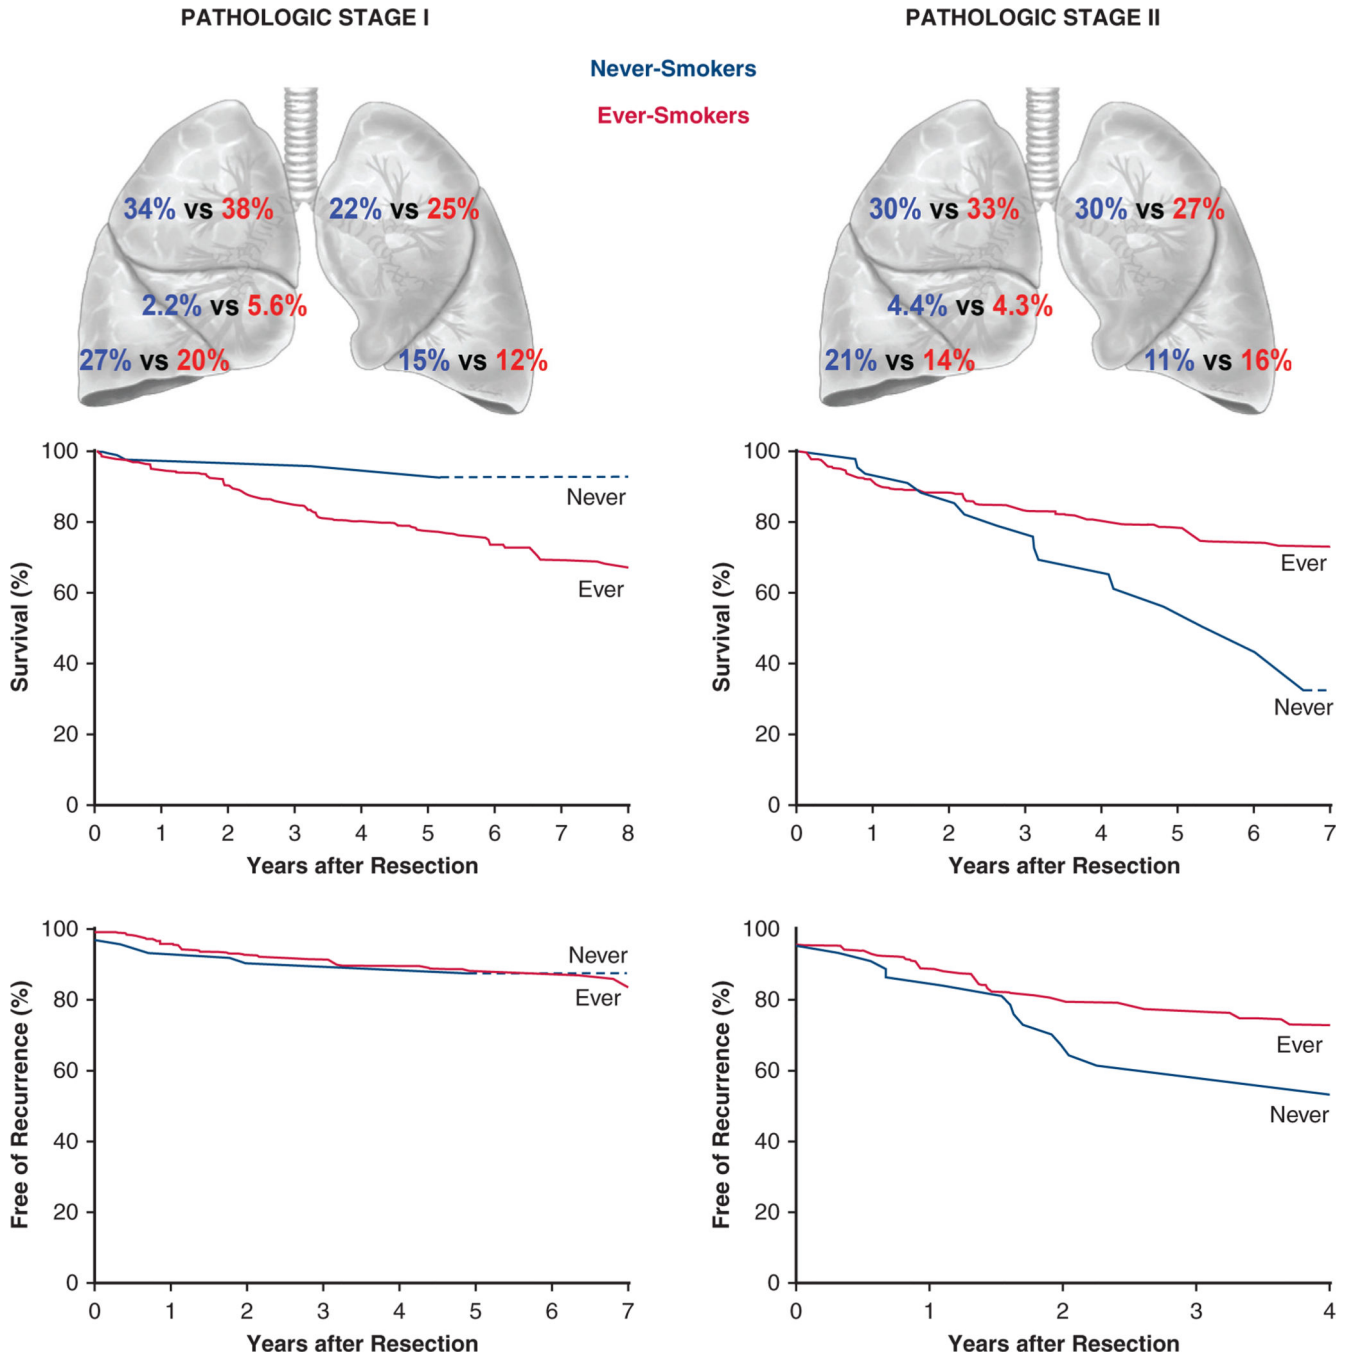 PATHOLOGIC STAGE I
PATHOLOGIC STAGE II
Never-Smokers
Ever-Smokers
34% vs 38%
22% vs 25%
2.2% vs 5.6%
27% vs 20%
15% vs 12%
30% vs 33%
30% vs 27%
4.4% vs 4.3%
21% vs 14%
11% vs 16%
Survival (%)
100
80
60
40
20
0
Never
Ever
0 1 2 3 4 5 6 7 8
Years after Resection
Survival (%)
100
80
60
40
20
0
Ever
Never
0 1 2 3 4 5 6 7
Years after Resection
Free of Recurrence (%)
100
80
60
40
20
0
Never
Ever
0 1 2 3 4 5 6 7
Years after Resection
Free of Recurrence (%)
100
80
60
40
20
0
Ever
Never
0 1 2 3 4
Years after Resection